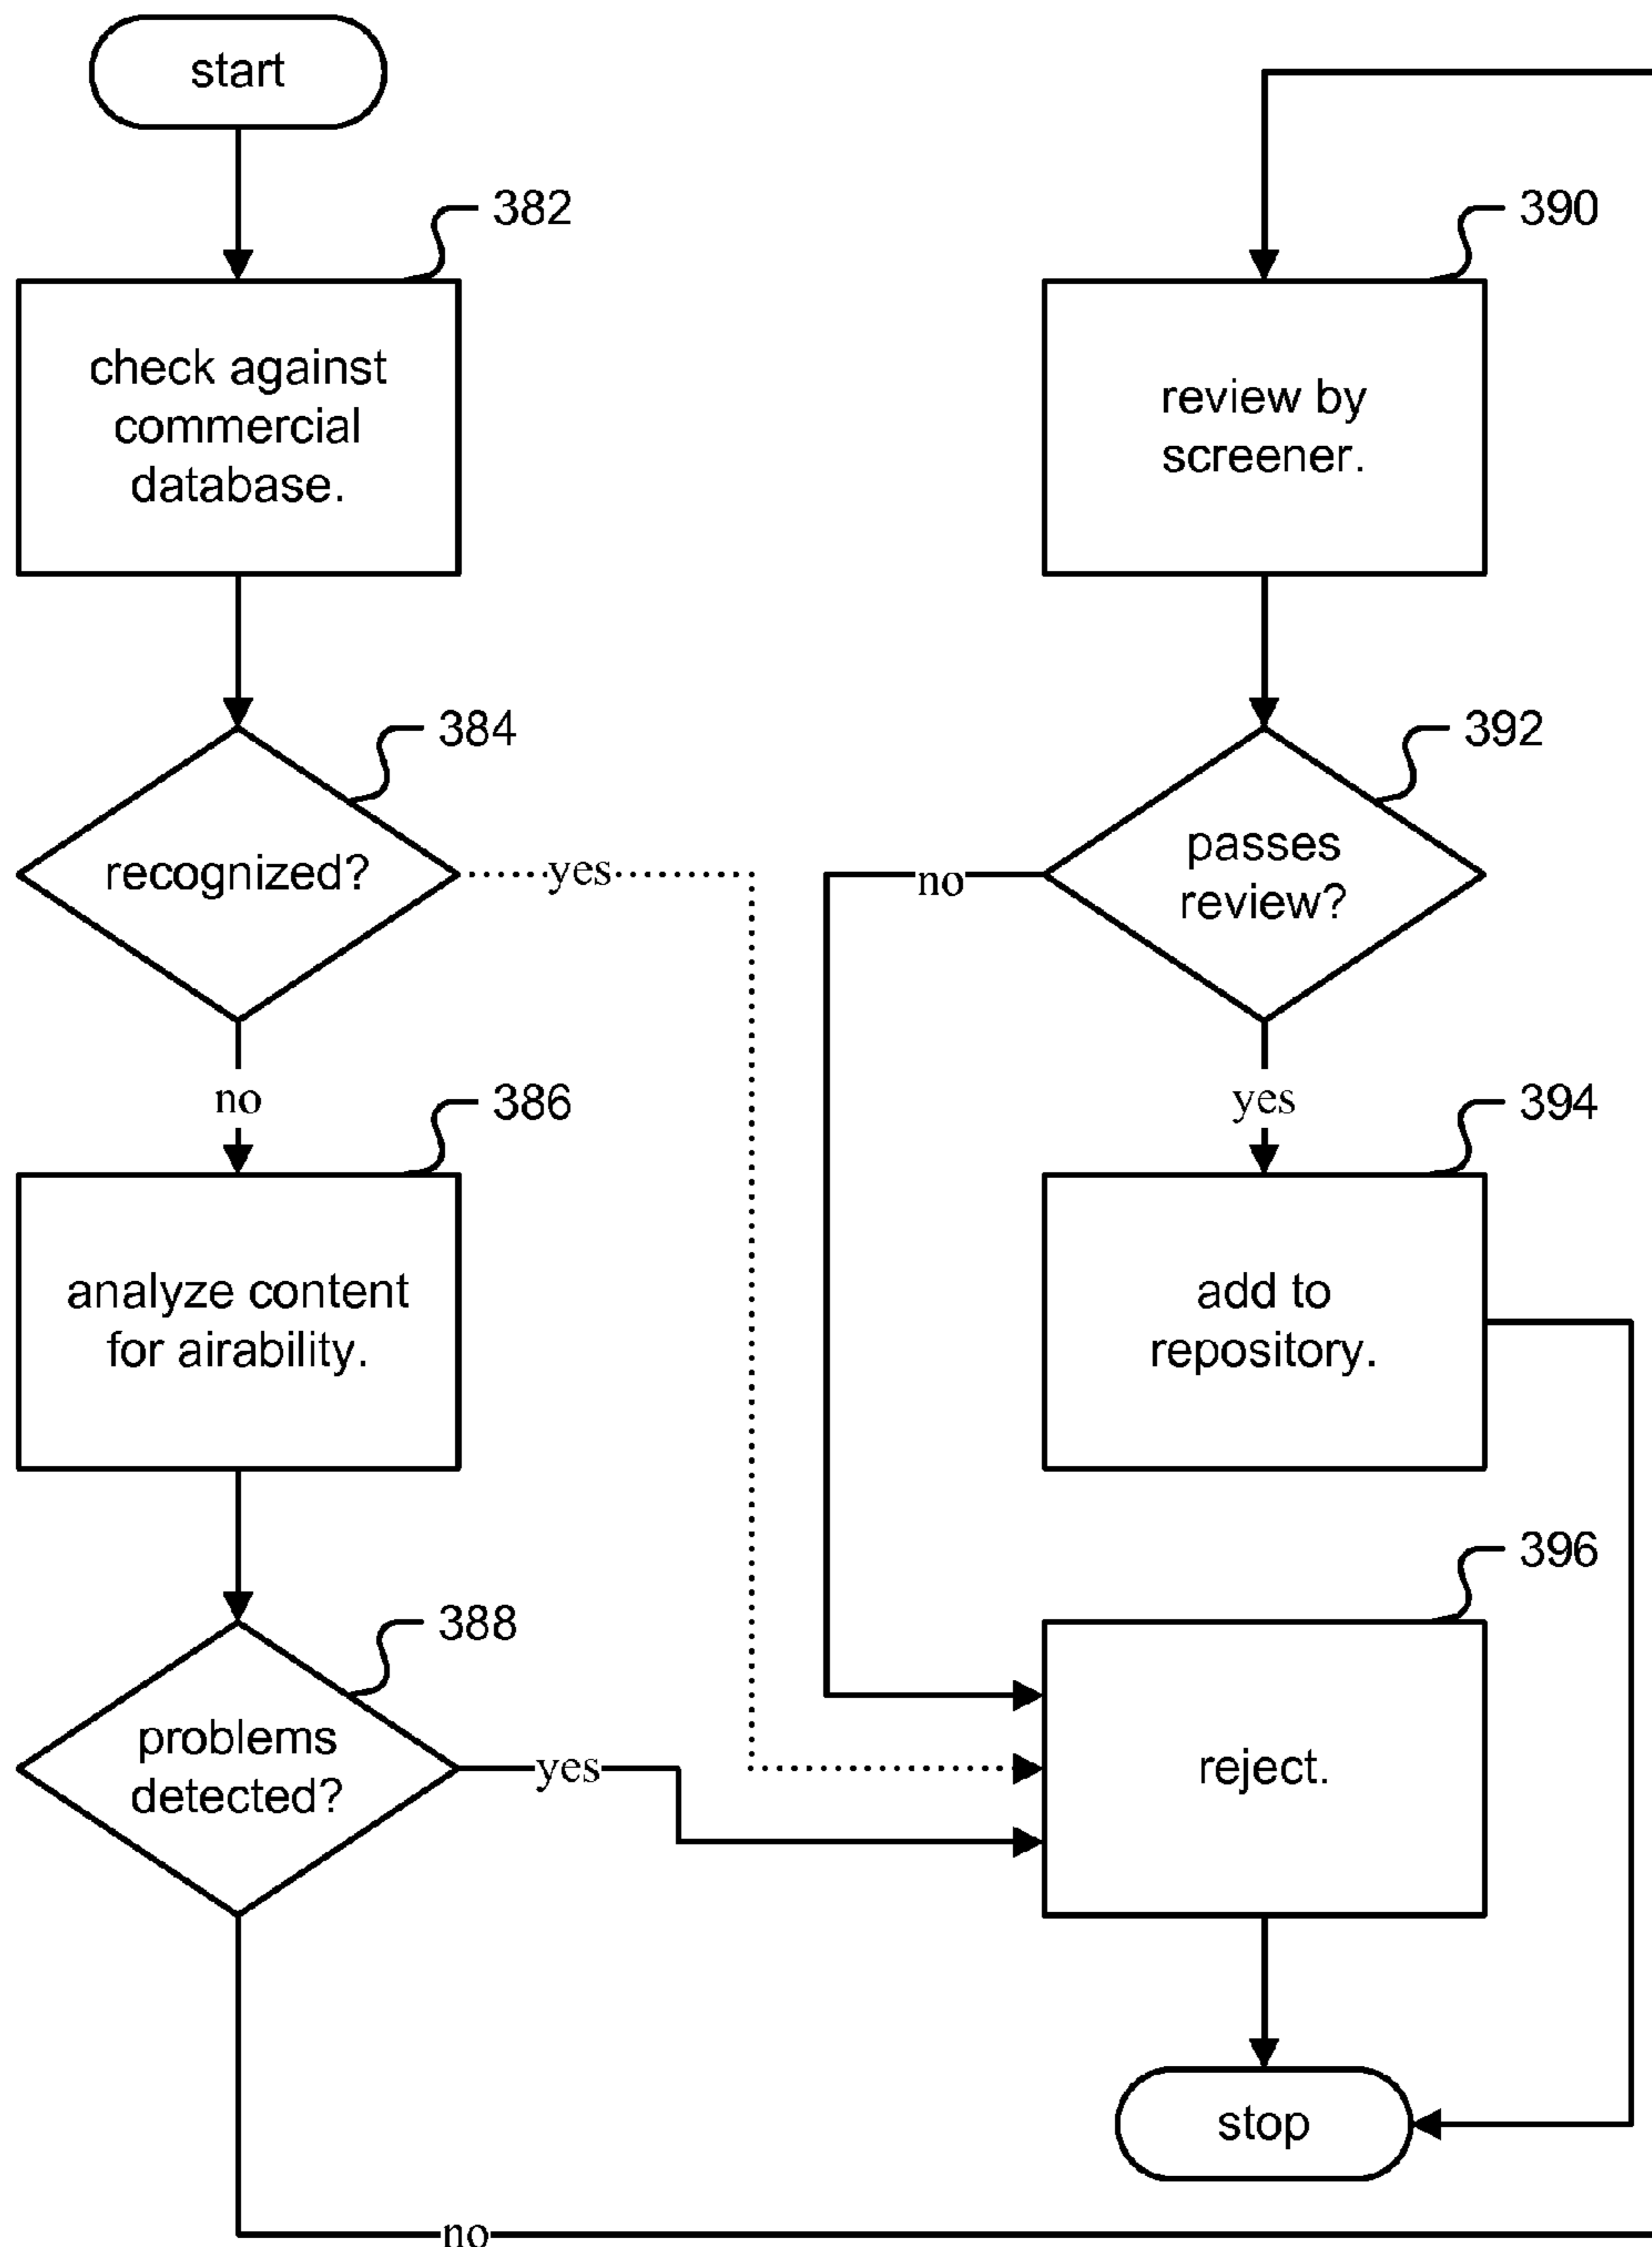 start
382
check against
commercial
database.
384
recognized?
yes
no
386
analyze content
for airability.
388
problems
detected?
yes
no
390
review by
screener.
392
passes
review?
no
yes
394
add to
repository.
396
reject.
stop